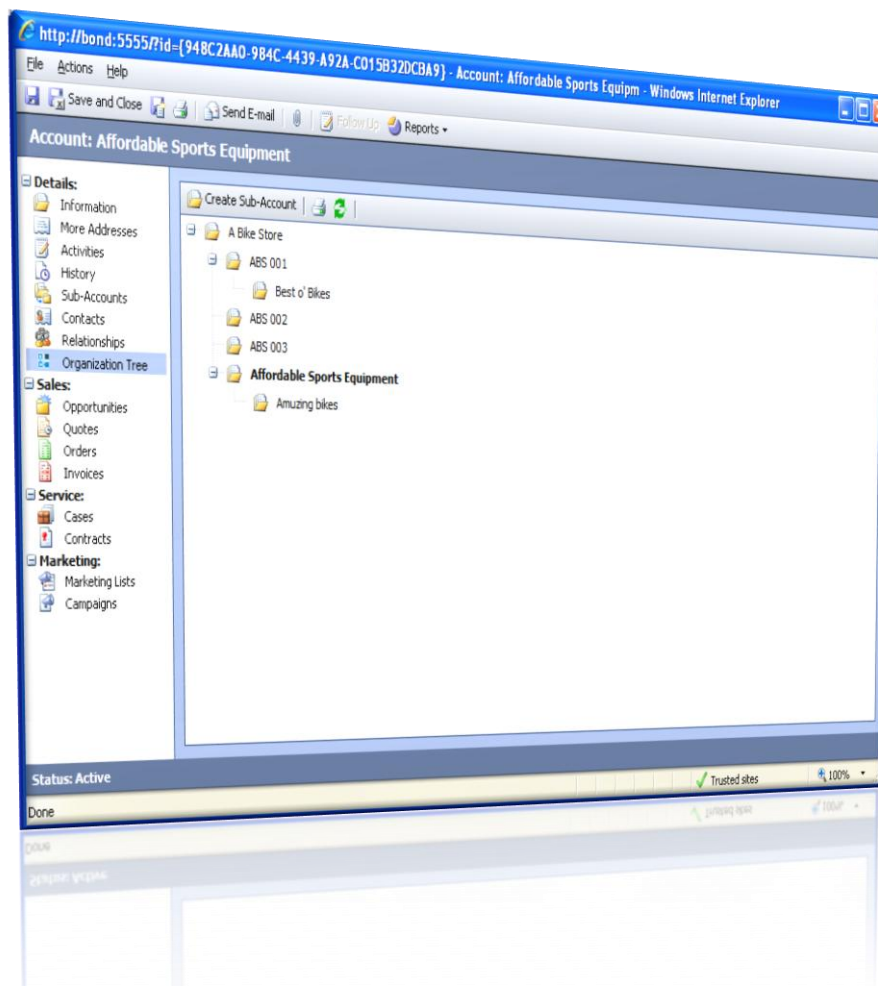 http://bond:5555/?id={948C2AA0-984C-4439-A92A-C015B32DCBA9} - Account: Affordable Sports Equipm - Windows Internet Explorer
File Actions Help
Save and Close Send E-mail Follow Up Reports
Account: Affordable Sports Equipment
Details:
Information
More Addresses
Activities
History
Sub-Accounts
Contacts
Relationships
Organization Tree
Sales:
Opportunities
Quotes
Orders
Invoices
Service:
Cases
Contracts
Marketing:
Marketing Lists
Campaigns
Create Sub-Account
A Bike Store
ABS 001
Best o' Bikes
ABS 002
ABS 003
Affordable Sports Equipment
Amuzing bikes
Status: Active
Done
Trusted sites
100%